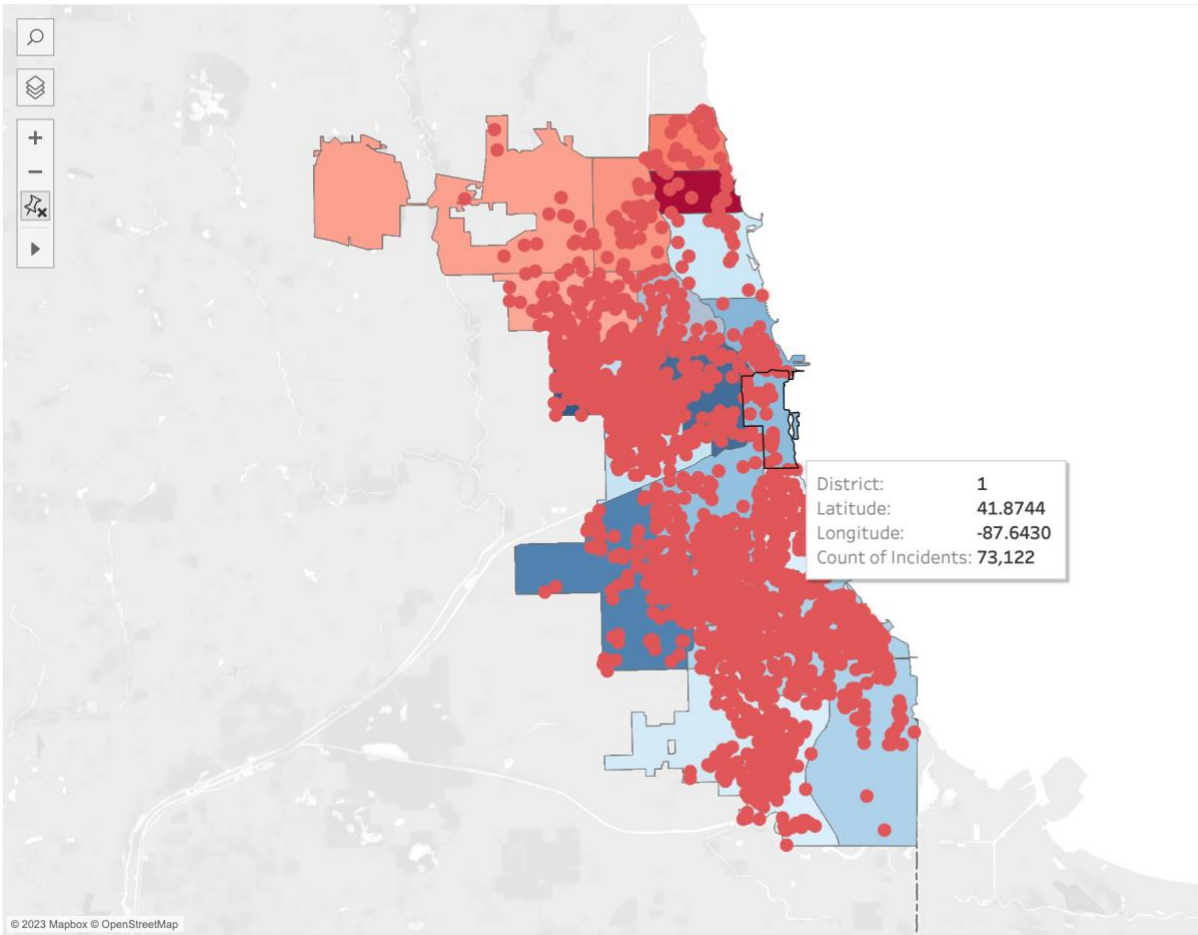 District: 1
Latitude: 41.8744
Longitude: -87.6430
Count of Incidents: 73,122
© 2023 Mapbox © OpenStreetMap